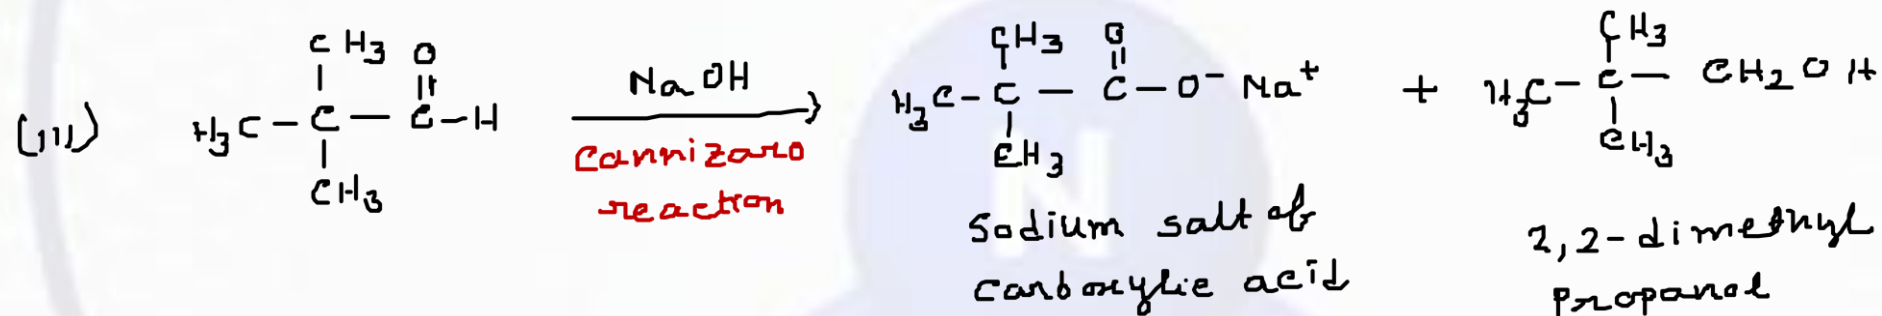 CH3 O CH3 O CH3
(iii) H3C - C - C - H NaOH H3C - C - C - O⁻ Na⁺ + H3C - C - CH2OH
CH3 Cannizaro reaction CH3 CH3
Sodium salt of
carboxylic acid
2,2-dimethyl
propanol
N